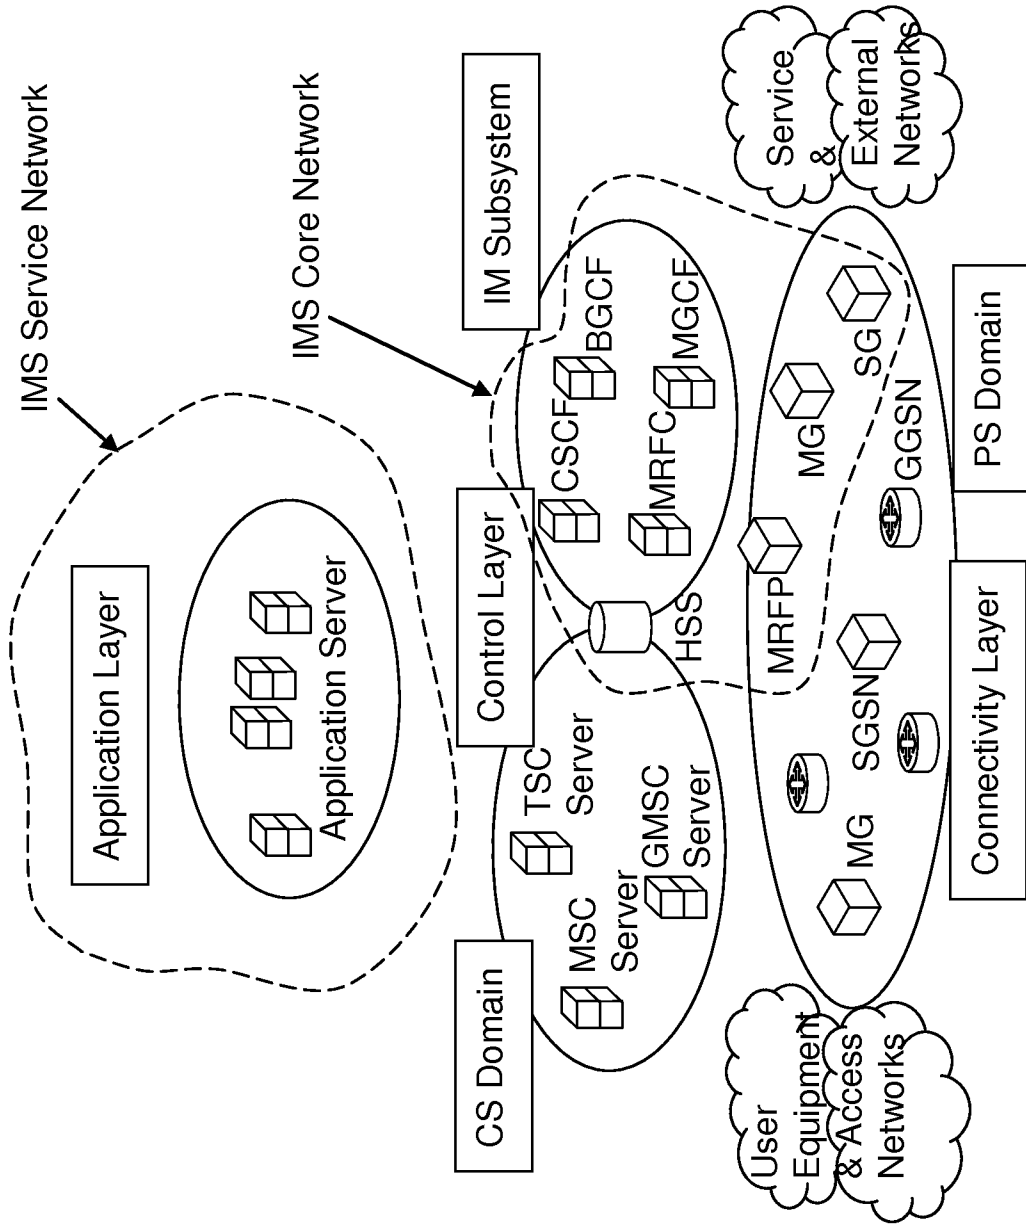 IMS Service Network
Application Layer
Application Server
IMS Core Network
CS Domain
Control Layer
IM Subsystem
MSC
Server
TSC
Server
GMSC
Server
HSS
CSCF
BGCF
MRFC
MGCF
User
Equipment
& Access
Networks
MG
SGSN
MRFP
MG
GGSN
SG
Service
&
External
Networks
Connectivity Layer
PS Domain